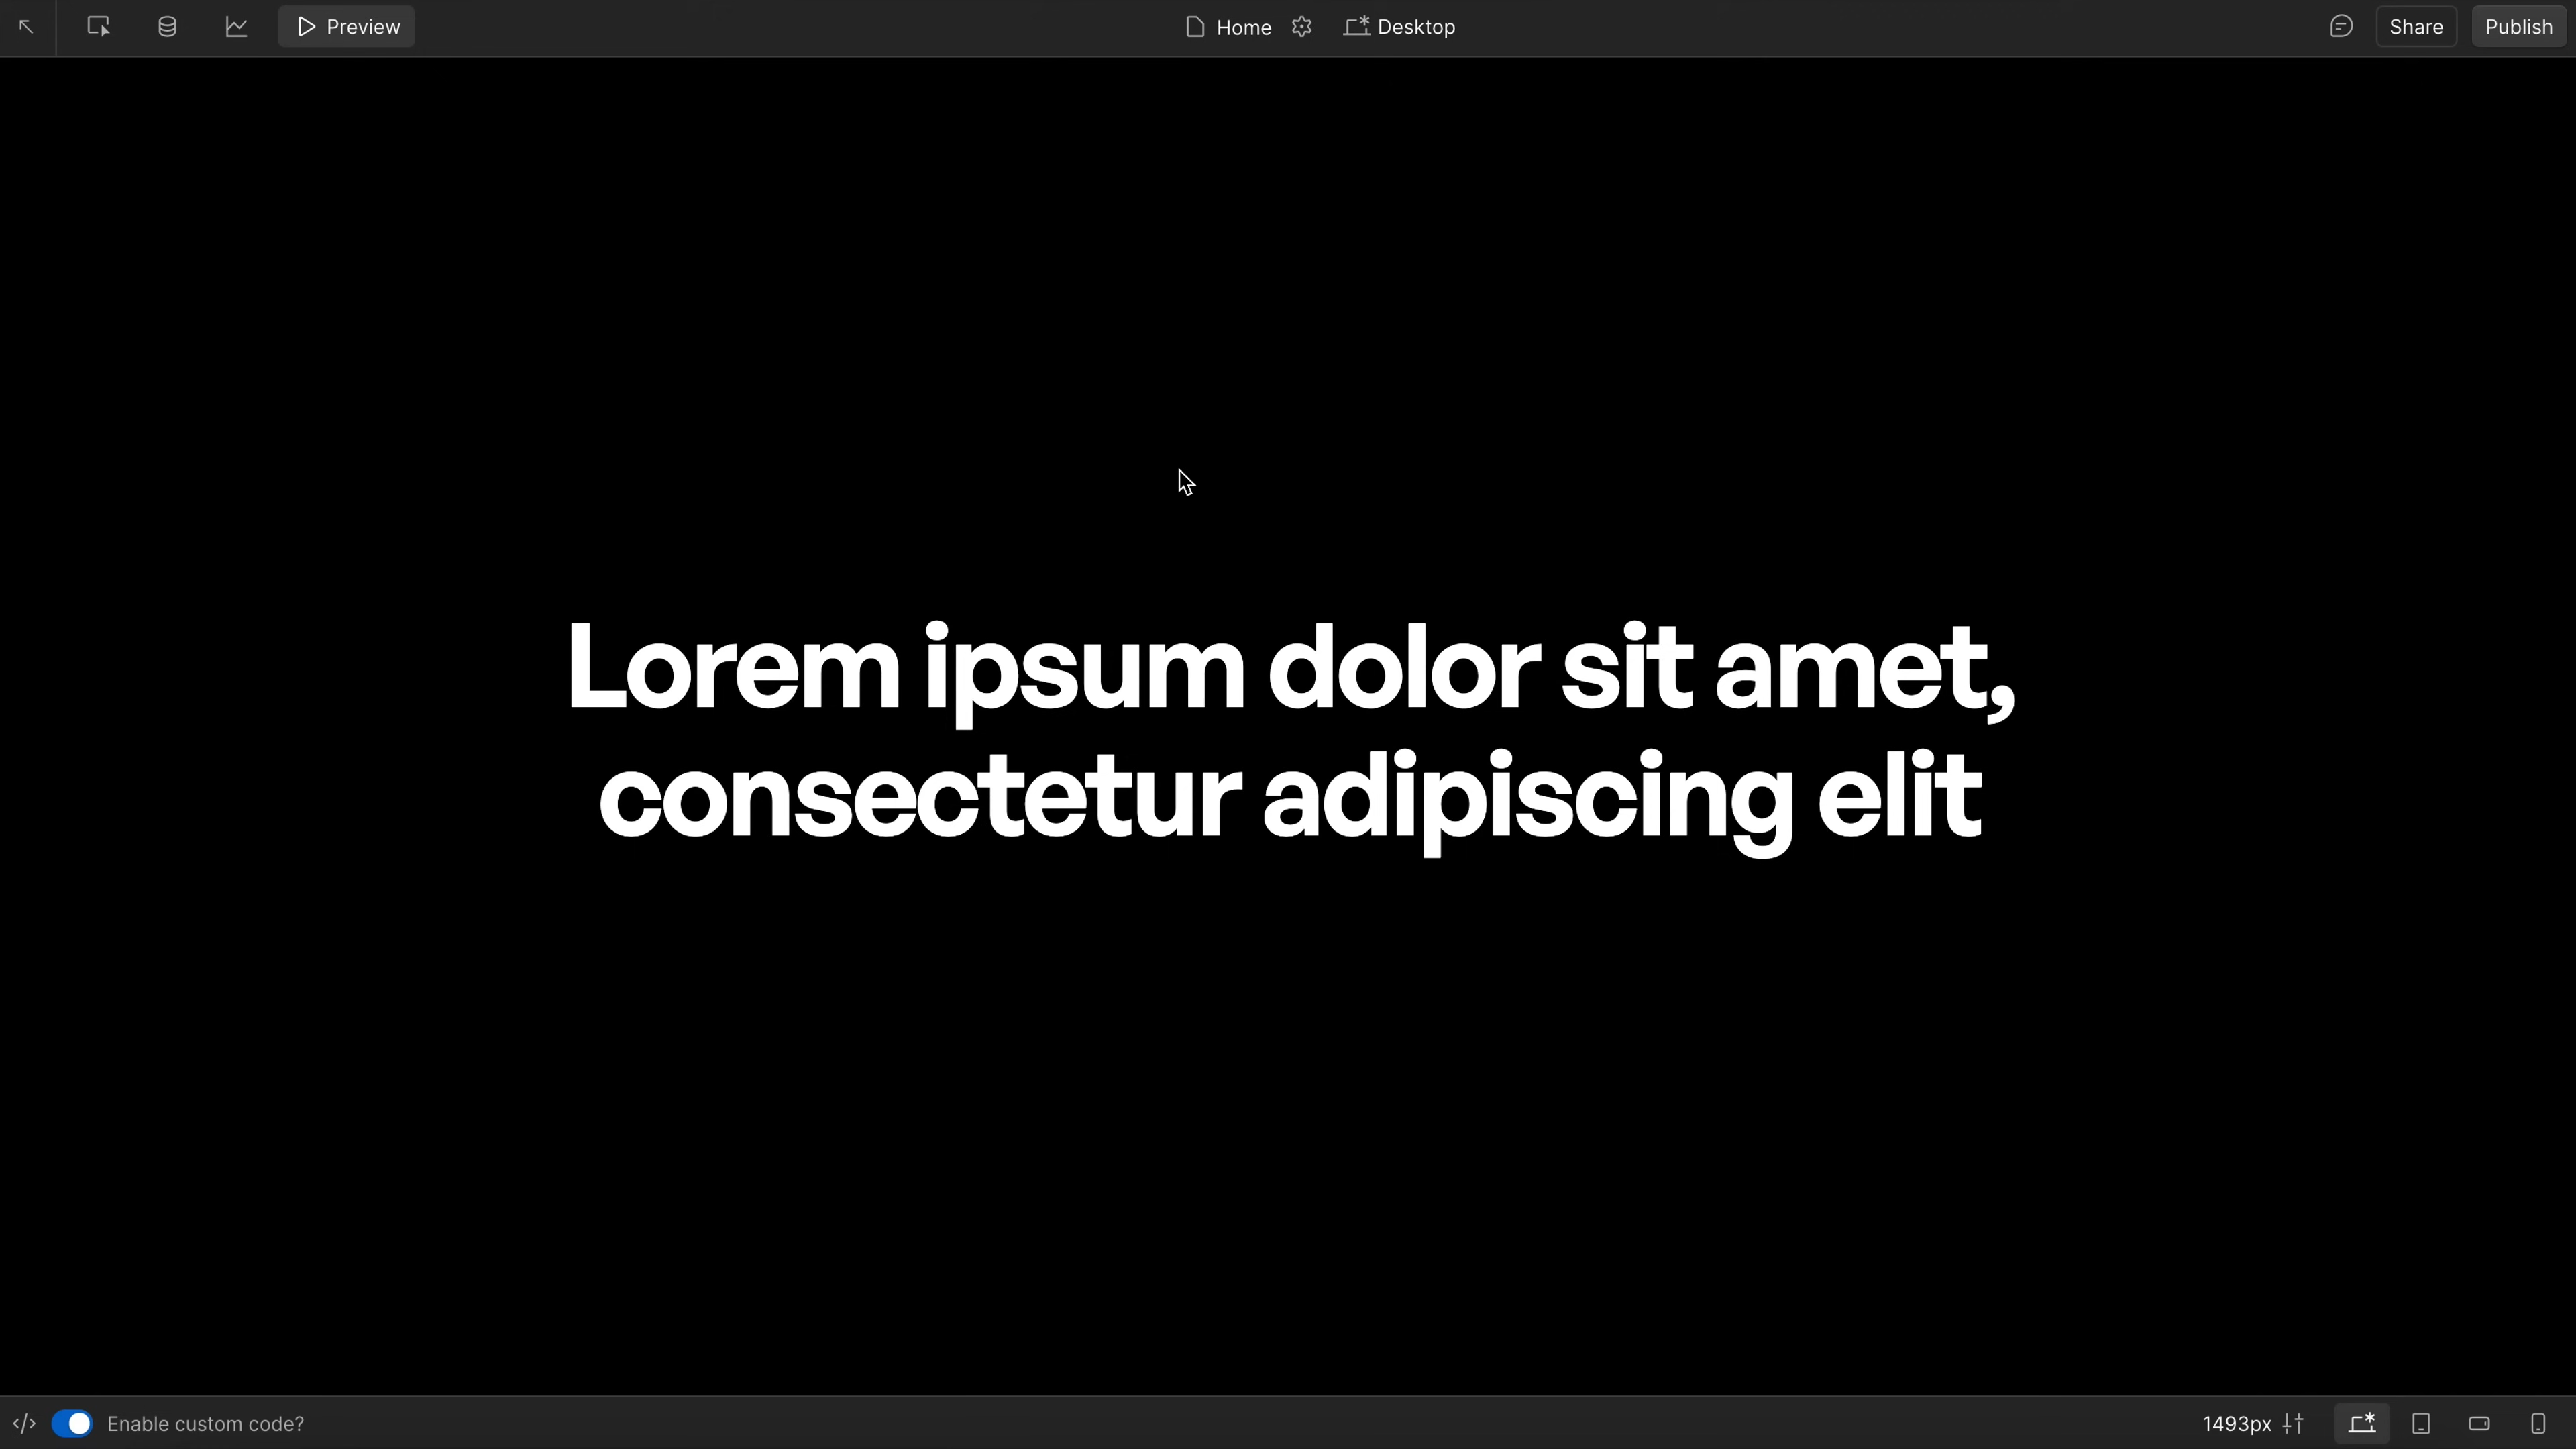 Preview
Home
Desktop
Share
Publish
Lorem ipsum dolor sit amet,
consectetur adipiscing elit
Enable custom code?
1493px